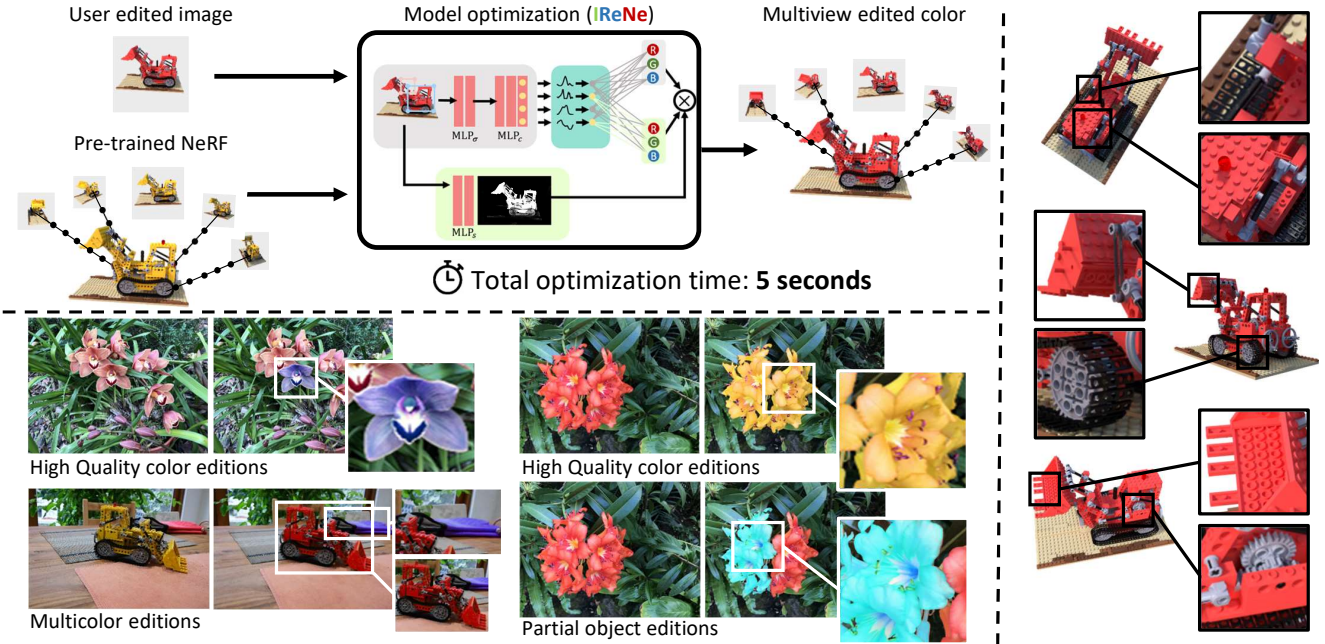 User edited image
Model optimization (IReNe)
Multiview edited color
R
G
B
MLPσ
MLPc
R
G
B
Pre-trained NeRF
MLPs
Total optimization time: 5 seconds
High Quality color editions
High Quality color editions
Multicolor editions
Partial object editions